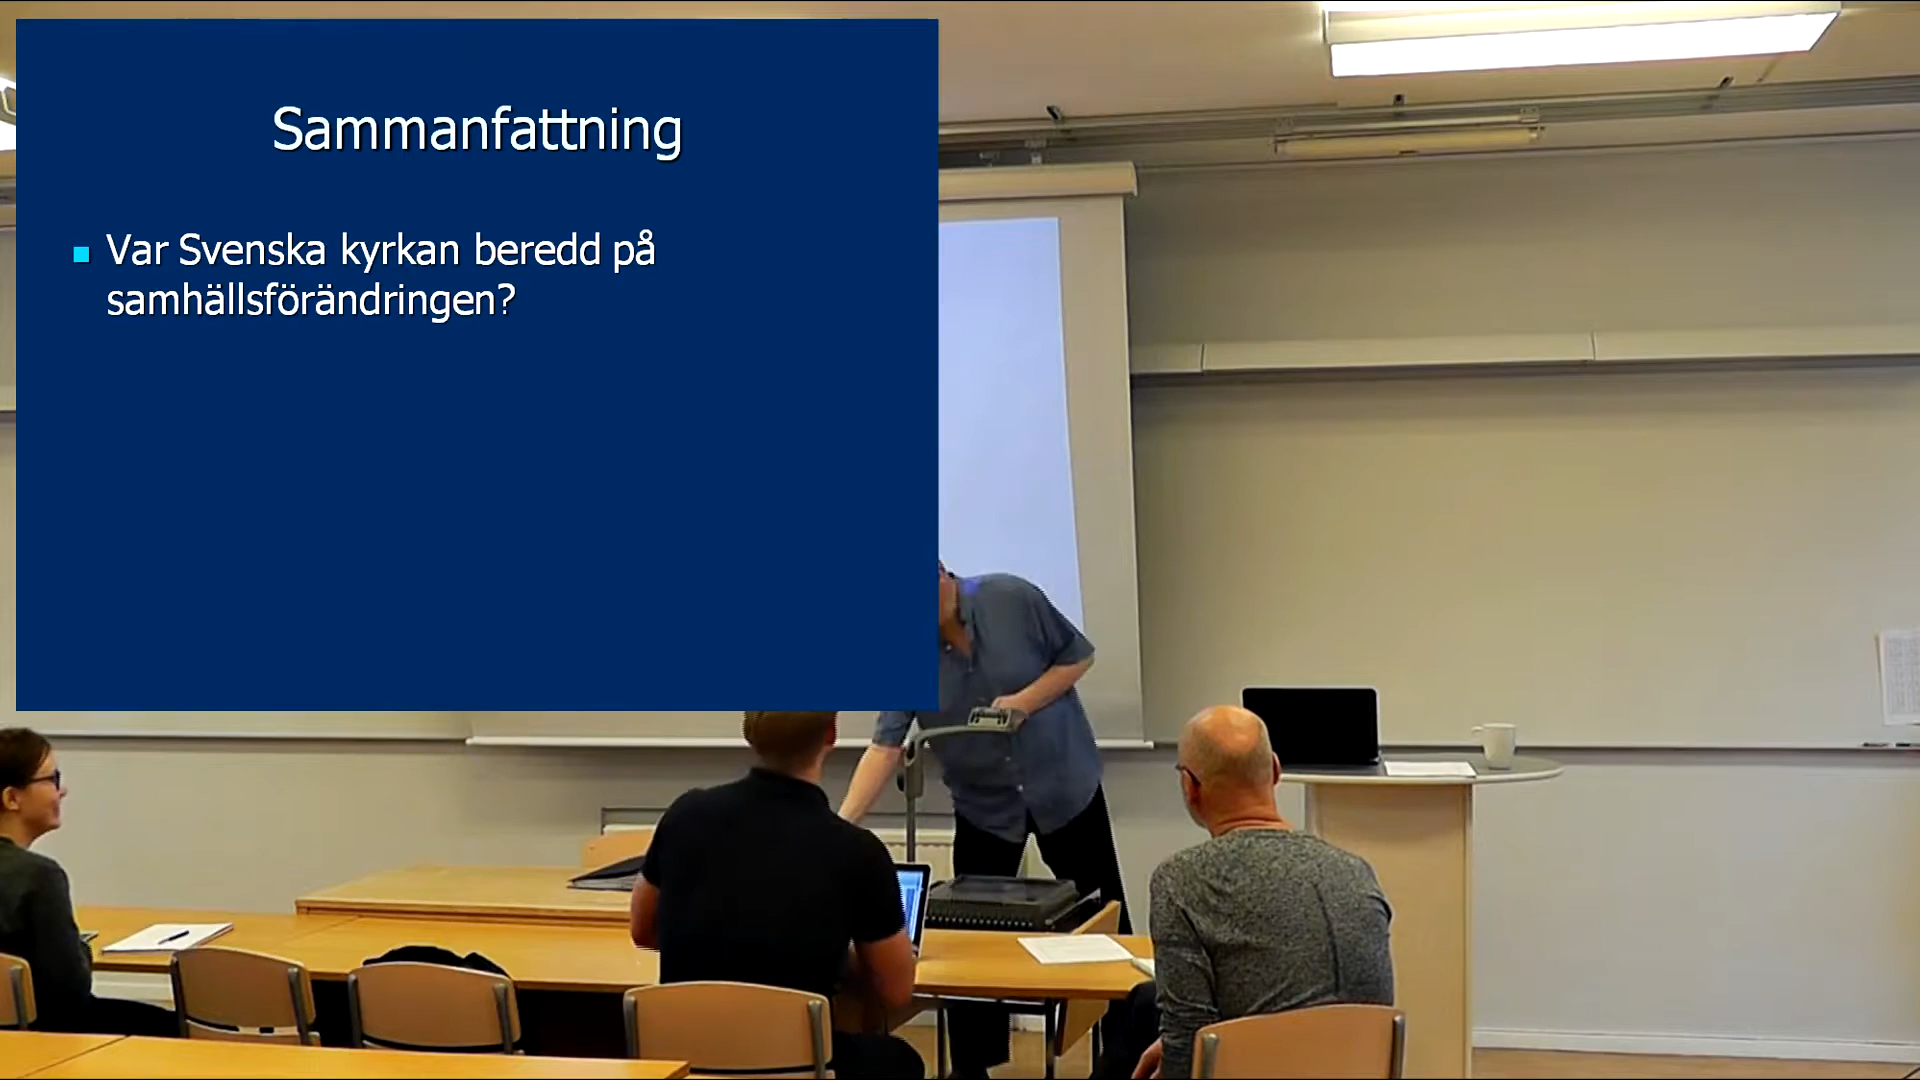 Sammanfattning
Var Svenska kyrkan beredd på
samhällsförändringen?